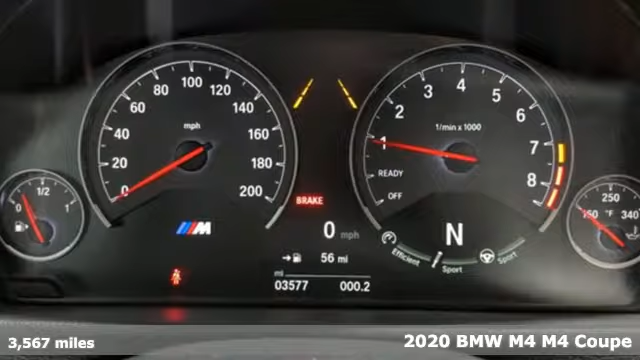 0 20 40 60 80 100 120 140 160 180 200
mph
M
0 1/2 1
BRAKE
0 mph
56 mi
mi
03577 000.2
OFF READY 1 2 3 4 5 6 7 8
1/min x 1000
N
Efficient Sport Sport
160 250 °F 340
3,567 miles
2020 BMW M4 M4 Coupe